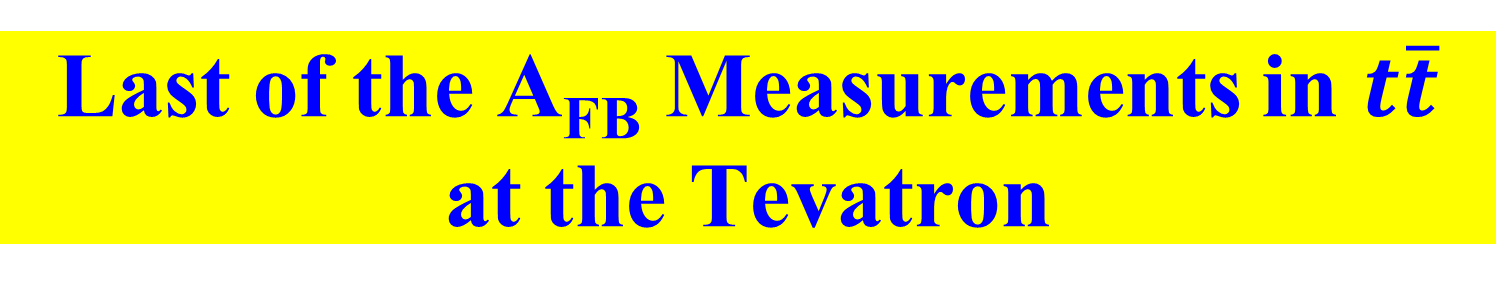 Last of the A_FB Measurements in tt̄
at the Tevatron